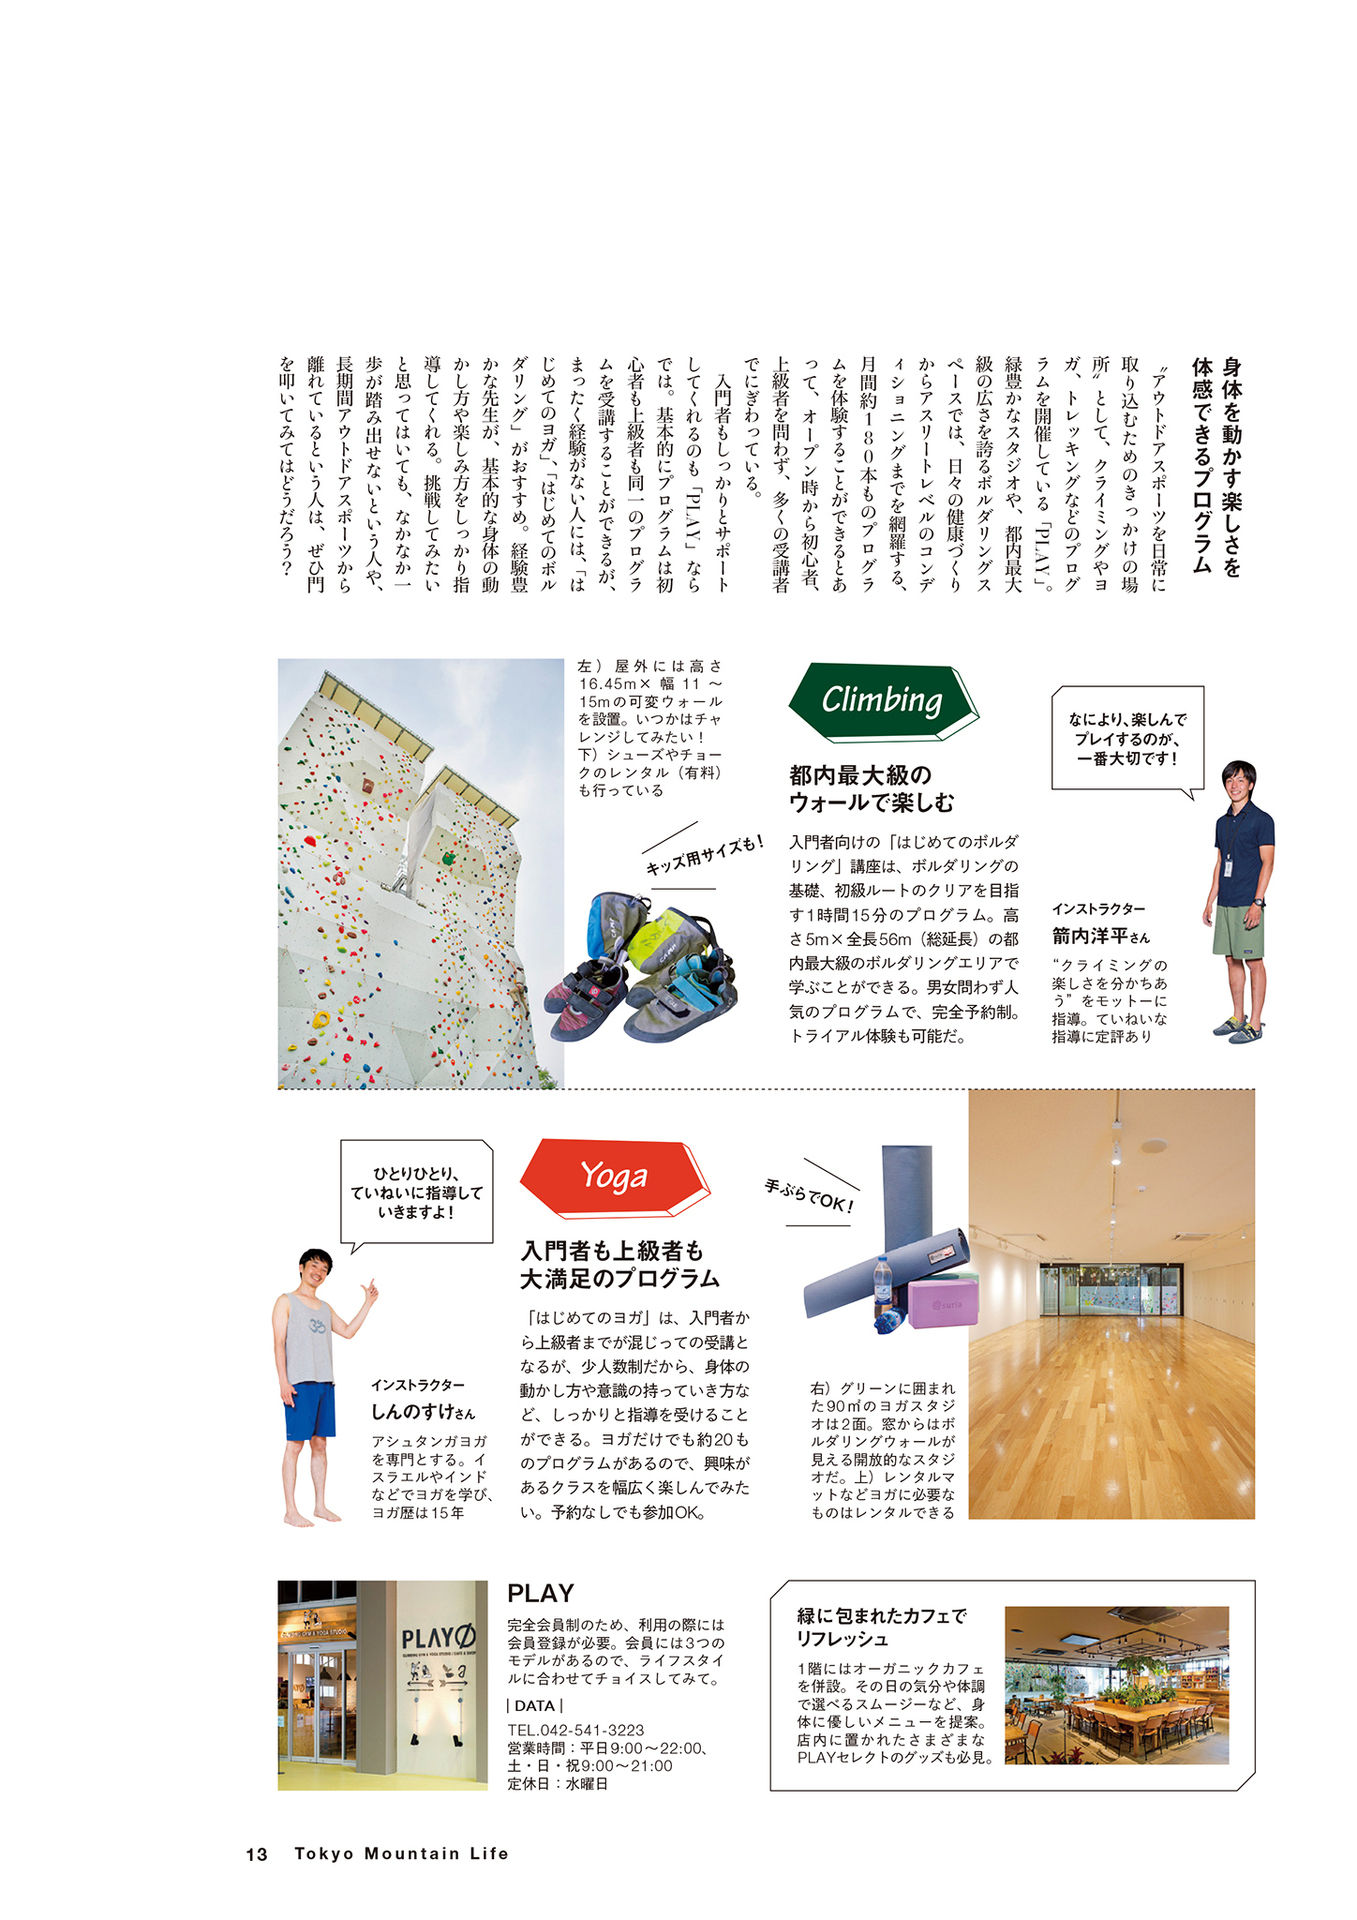 身体を動かす楽しさを
体感できるプログラム
〝アウトドアスポーツを日常に
取り込むためのきっかけの場
所〟として、クライミングやヨ
ガ、トレッキングなどのプログ
ラムを開催している「PLAY」。
緑豊かなスタジオや、都内最大
級の広さを誇るボルダリングス
ペースでは、日々の健康づくり
からアスリートレベルのコンデ
ィショニングまでを網羅する、
月間約180本ものプログラ
ムを体験することができるとあ
って、オープン時から初心者、
上級者を問わず、多くの受講者
でにぎわっている。
入門者もしっかりとサポート
してくれるのも「PLAY」なら
では。基本的にプログラムは初
心者も上級者も同一のプログラ
ムを受講することができるが、
まったく経験がない人には、「は
じめてのヨガ」、「はじめてのボル
ダリング」がおすすめ。経験豊
かな先生が、基本的な身体の動
かし方や楽しみ方をしっかり指
導してくれる。挑戦してみたい
と思ってはいても、なかなか一
歩が踏み出せないという人や、
長期間アウトドアスポーツから
離れているという人は、ぜひ門
を叩いてみてはどうだろう？
左）屋外には高さ
16.45m×幅11～
15mの可変ウォール
を設置。いつかはチャ
レンジしてみたい！
下）シューズやチョー
クのレンタル（有料）
も行っている
キッズ用サイズも！
CAMP
CAMP
Climbing
都内最大級の
ウォールで楽しむ
入門者向けの「はじめてのボルダ
リング」講座は、ボルダリングの
基礎、初級ルートのクリアを目指
す1時間15分のプログラム。高
さ5m×全長56m（総延長）の都
内最大級のボルダリングエリアで
学ぶことができる。男女問わず人
気のプログラムで、完全予約制。
トライアル体験も可能だ。
なにより、楽しんで
プレイするのが、
一番大切です！
インストラクター
箭内洋平さん
“クライミングの
楽しさを分かちあ
う”をモットーに
指導。ていねいな
指導に定評あり
ひとりひとり、
ていねいに指導して
いきますよ！
インストラクター
しんのすけさん
アシュタンガヨガ
を専門とする。イ
スラエルやインド
などでヨガを学び、
ヨガ歴は15年
Yoga
入門者も上級者も
大満足のプログラム
「はじめてのヨガ」は、入門者か
ら上級者までが混じっての受講と
なるが、少人数制だから、身体の
動かし方や意識の持っていき方な
ど、しっかりと指導を受けること
ができる。ヨガだけでも約20も
のプログラムがあるので、興味が
あるクラスを幅広く楽しんでみた
い。予約なしでも参加OK。
手ぶらでOK！
suria
右）グリーンに囲まれ
た90㎡のヨガスタジ
オは2面。窓からはボ
ルダリングウォールが
見える開放的なスタジ
オだ。上）レンタルマ
ットなどヨガに必要な
ものはレンタルできる
CLIMBING GYM & YOGA STUDIO
PLAY
CLIMBING GYM & YOGA STUDIO / CAFE & SHOP
PLAY
完全会員制のため、利用の際には
会員登録が必要。会員には3つの
モデルがあるので、ライフスタイ
ルに合わせてチョイスしてみて。
| DATA |
TEL.042-541-3223
営業時間：平日9:00～22:00、
土・日・祝9:00～21:00
定休日：水曜日
緑に包まれたカフェで
リフレッシュ
1階にはオーガニックカフェ
を併設。その日の気分や体調
で選べるスムージーなど、身
体に優しいメニューを提案。
店内に置かれたさまざまな
PLAYセレクトのグッズも必見。
13 Tokyo Mountain Life